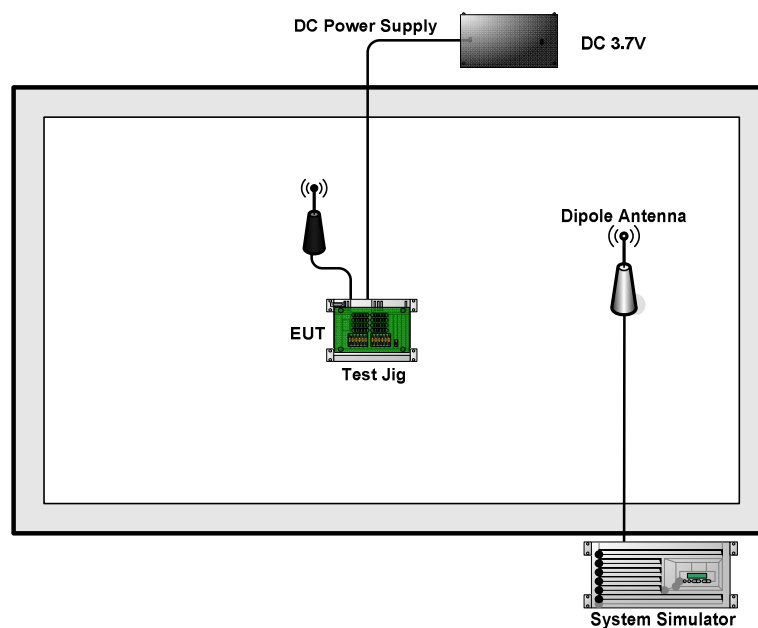 DC Power Supply
DC 3.7V
Dipole Antenna
EUT
Test Jig
System Simulator